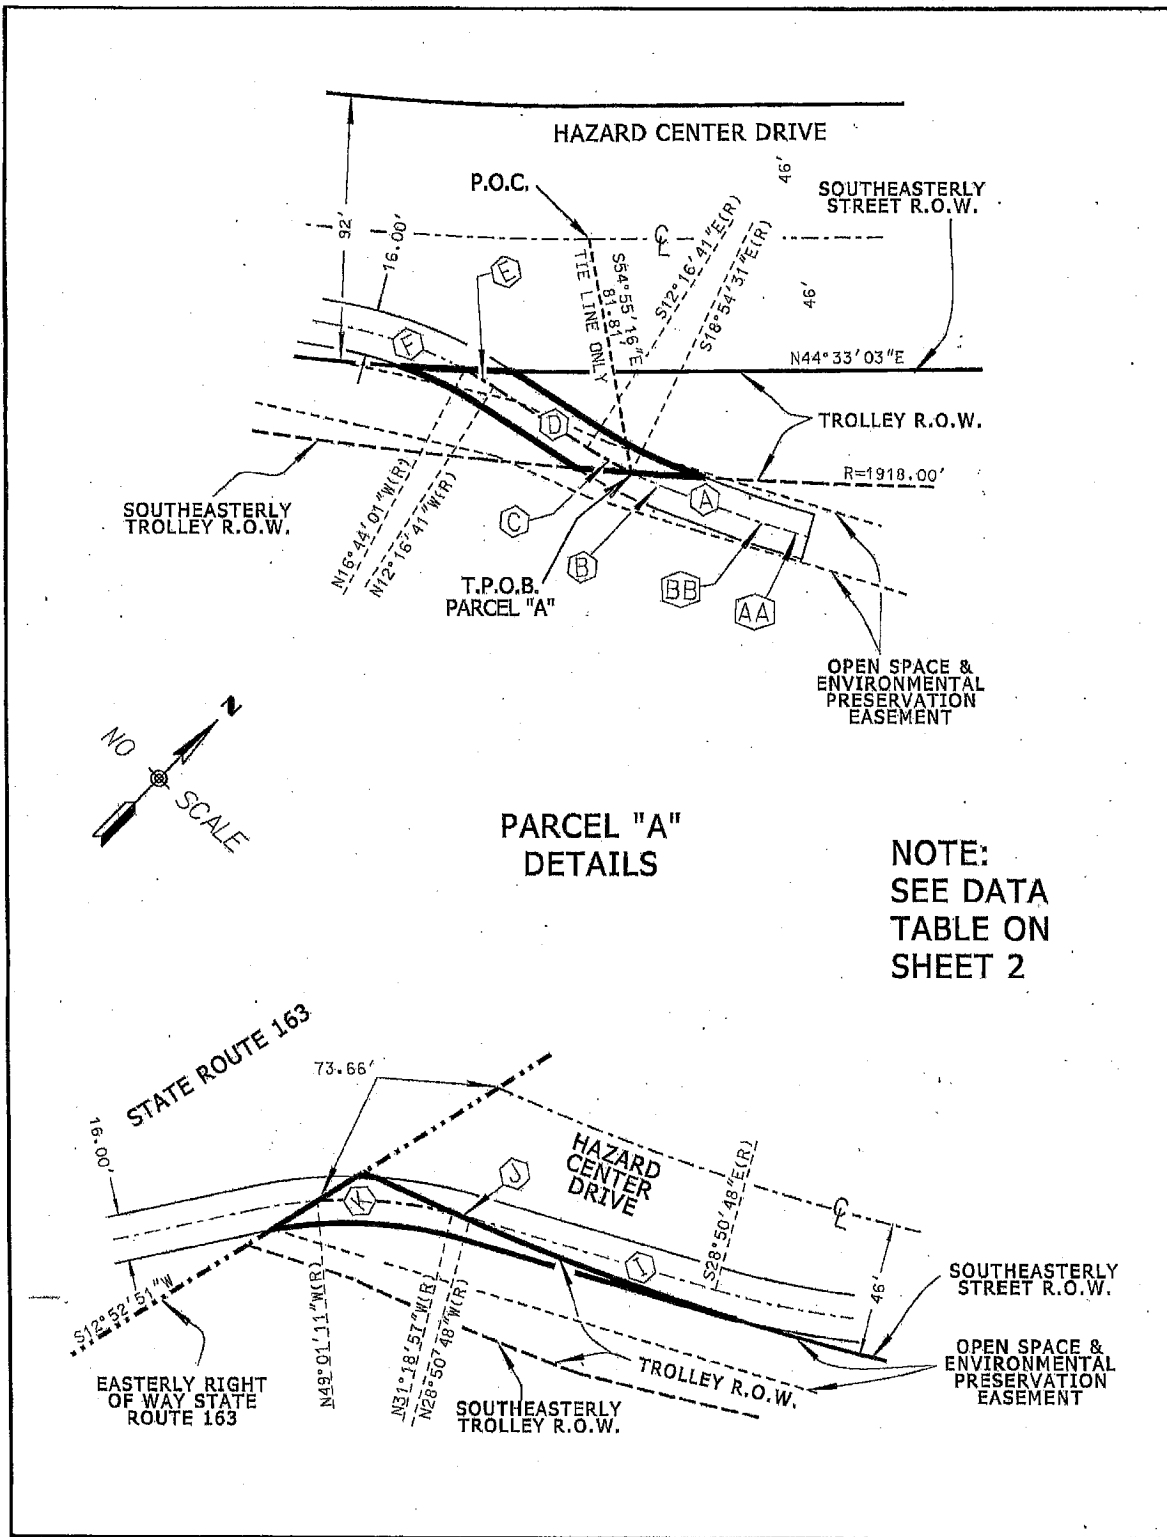 HAZARD CENTER DRIVE
P.O.C.
46'
SOUTHEASTERLY
STREET R.O.W.
92'
16.00'
E
TIE LINE ONLY
S54°55'16"E
81.81'
S12°16'41"E(R)
S18°54'31"E(R)
46'
F
N44°33'03"E
D
TROLLEY R.O.W.
R=1918.00'
SOUTHEASTERLY
TROLLEY R.O.W.
N16°44'01"W(R)
N12°16'41"W(R)
C
A
B
T.P.O.B.
PARCEL "A"
BB
AA
OPEN SPACE &
ENVIRONMENTAL
PRESERVATION
EASEMENT
N
NO
SCALE
PARCEL "A"
DETAILS
NOTE:
SEE DATA
TABLE ON
SHEET 2
STATE ROUTE 163
73.66'
16.00'
HAZARD
CENTER
DRIVE
J
K
I
S28°50'48"E(R)
46'
S12°52'51"W
N49°01'11"W(R)
N31°18'57"W(R)
N28°50'48"W(R)
SOUTHEASTERLY
STREET R.O.W.
EASTERLY RIGHT
OF WAY STATE
ROUTE 163
SOUTHEASTERLY
TROLLEY R.O.W.
TROLLEY R.O.W.
OPEN SPACE &
ENVIRONMENTAL
PRESERVATION
EASEMENT